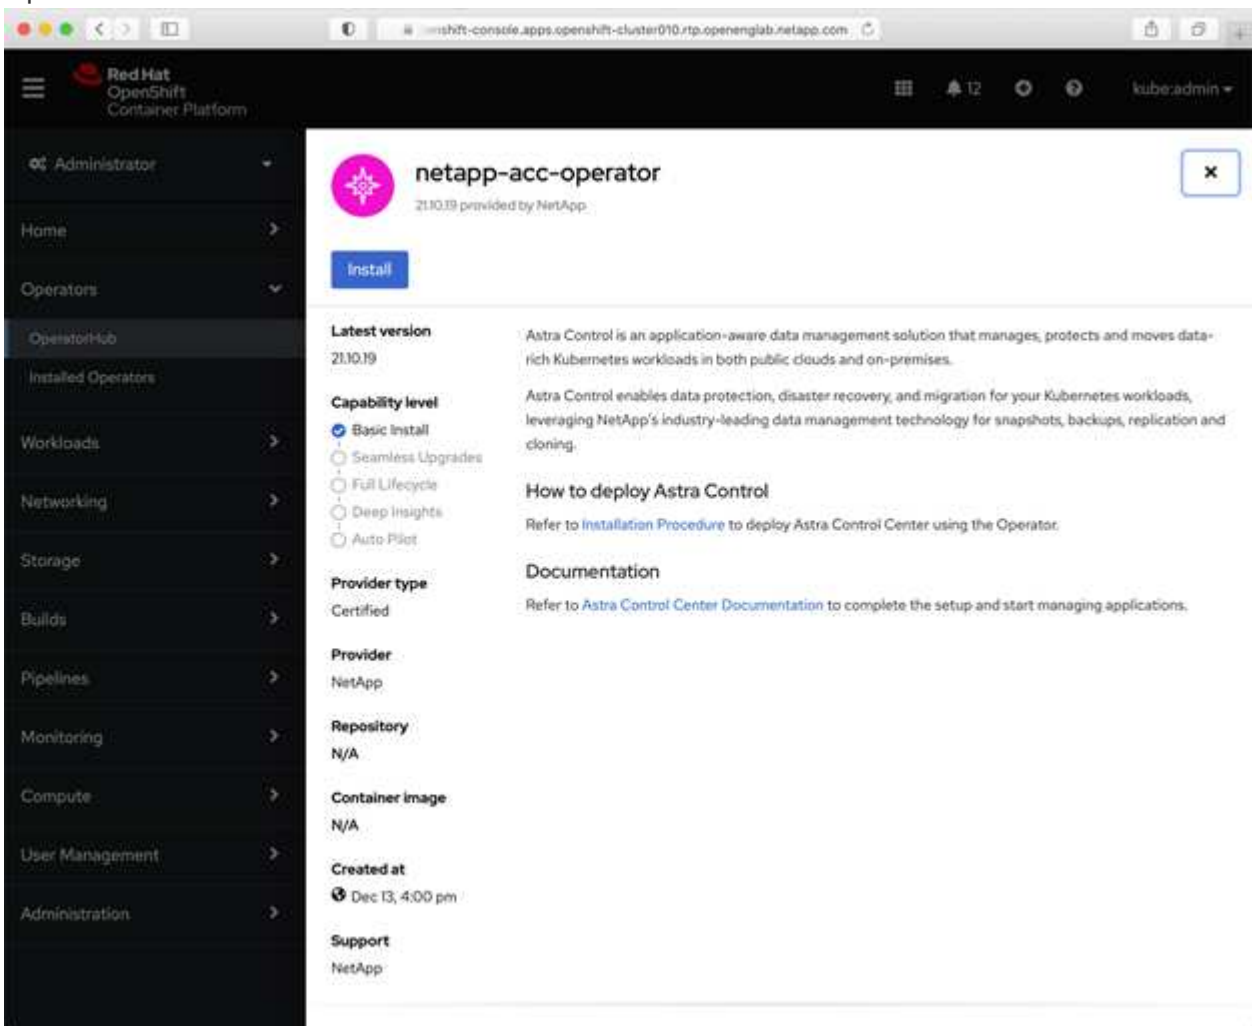 openshift-console.apps.openshift-cluster010.rtp.openenglab.netapp.com
Red Hat
OpenShift
Container Platform
12
kube:admin
Administrator
Home
Operators
OperatorHub
Installed Operators
Workloads
Networking
Storage
Builds
Pipelines
Monitoring
Compute
User Management
Administration
netapp-acc-operator
21.10.19 provided by NetApp
Install
Latest version
21.10.19
Capability level
Basic Install
Seamless Upgrades
Full Lifecycle
Deep Insights
Auto Pilot
Provider type
Certified
Provider
NetApp
Repository
N/A
Container image
N/A
Created at
Dec 13, 4:00 pm
Support
NetApp
Astra Control is an application-aware data management solution that manages, protects and moves data-
rich Kubernetes workloads in both public clouds and on-premises.
Astra Control enables data protection, disaster recovery, and migration for your Kubernetes workloads,
leveraging NetApp's industry-leading data management technology for snapshots, backups, replication and
cloning.
How to deploy Astra Control
Refer to Installation Procedure to deploy Astra Control Center using the Operator.
Documentation
Refer to Astra Control Center Documentation to complete the setup and start managing applications.